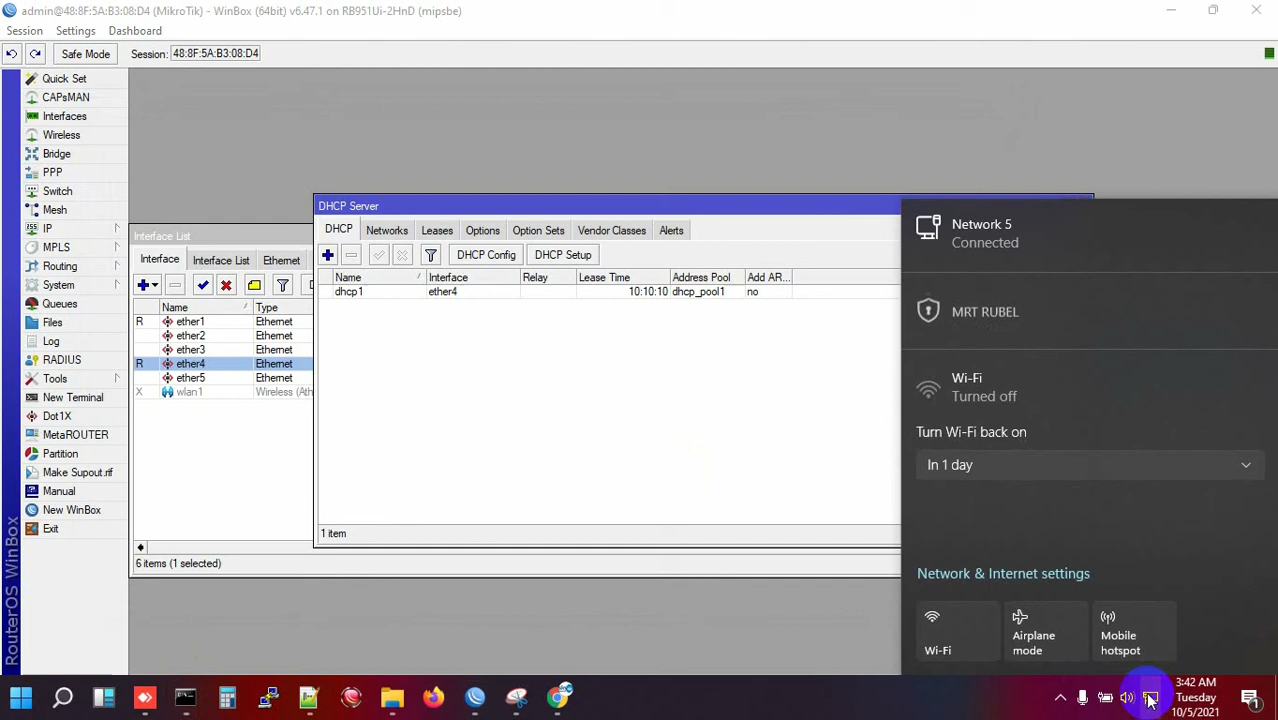 admin@48:8F:5A:B3:08:D4 (MikroTik) - WinBox (64bit) v6.47.1 on RB951Ui-2HnD (mipsbe)
Session Settings Dashboard
Safe Mode Session: 48:8F:5A:B3:08:D4
Quick Set
CAPsMAN
Interfaces
Wireless
Bridge
PPP
Switch
Mesh
IP
MPLS
Routing
System
Queues
Files
Log
RADIUS
Tools
New Terminal
Dot1X
MetaROUTER
Partition
Make Supout.rif
Manual
New WinBox
Exit
RouterOS WinBox
Interface List
Interface Interface List Ethernet
Name Type
R ether1 Ethernet
ether2 Ethernet
ether3 Ethernet
R ether4 Ethernet
ether5 Ethernet
X wlan1 Wireless (Ath
6 items (1 selected)
DHCP Server
DHCP Networks Leases Options Option Sets Vendor Classes Alerts
DHCP Config DHCP Setup
Name Interface Relay Lease Time Address Pool Add AR...
dhcp1 ether4 10:10:10 dhcp_pool1 no
1 item
Network 5
Connected
MRT RUBEL
Wi-Fi
Turned off
Turn Wi-Fi back on
In 1 day
Network & Internet settings
Wi-Fi
Airplane mode
Mobile hotspot
3:42 AM
Tuesday
10/5/2021
1